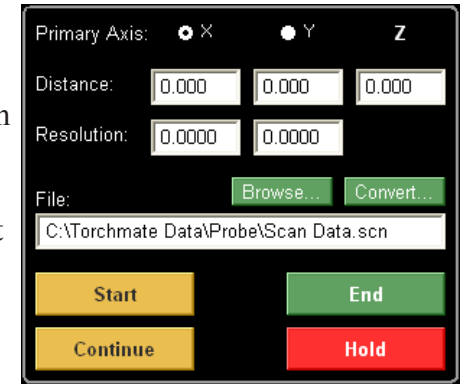 Primary Axis: X Y Z
Distance: 0.000 0.000 0.000
Resolution: 0.0000 0.0000
File: Browse... Convert...
C:\Torchmate Data\Probe\Scan Data.scn
Start End
Continue Hold